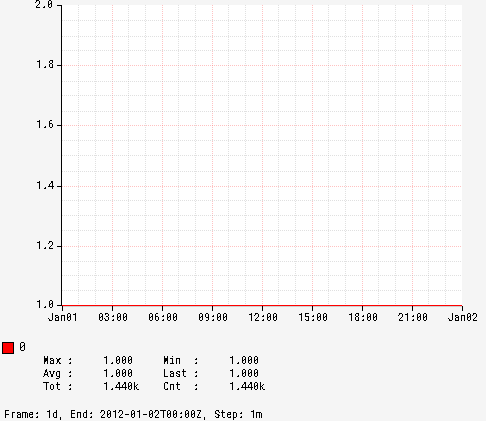 2.0
1.8
1.6
1.4
1.2
1.0
Jan01 03:00 06:00 09:00 12:00 15:00 18:00 21:00 Jan02
0
Max : 1.000 Min : 1.000
Avg : 1.000 Last : 1.000
Tot : 1.440k Cnt : 1.440k
Frame: 1d, End: 2012-01-02T00:00Z, Step: 1m